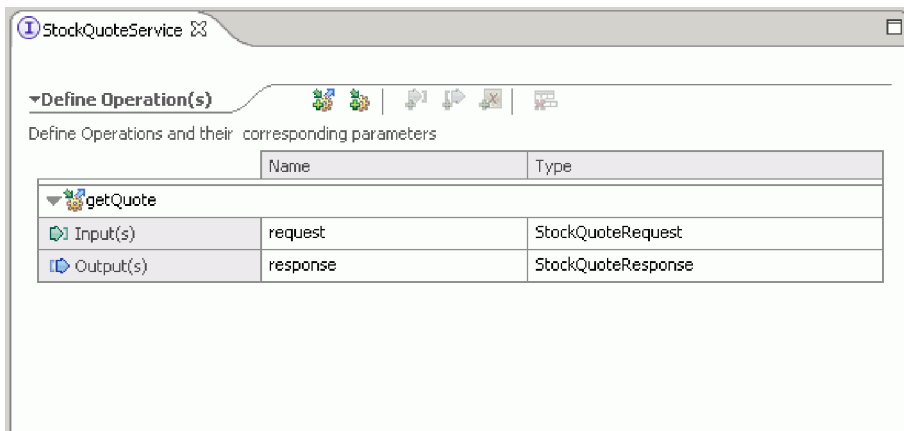 StockQuoteService
Define Operation(s)
Define Operations and their corresponding parameters
Name Type
getQuote
Input(s) request StockQuoteRequest
Output(s) response StockQuoteResponse